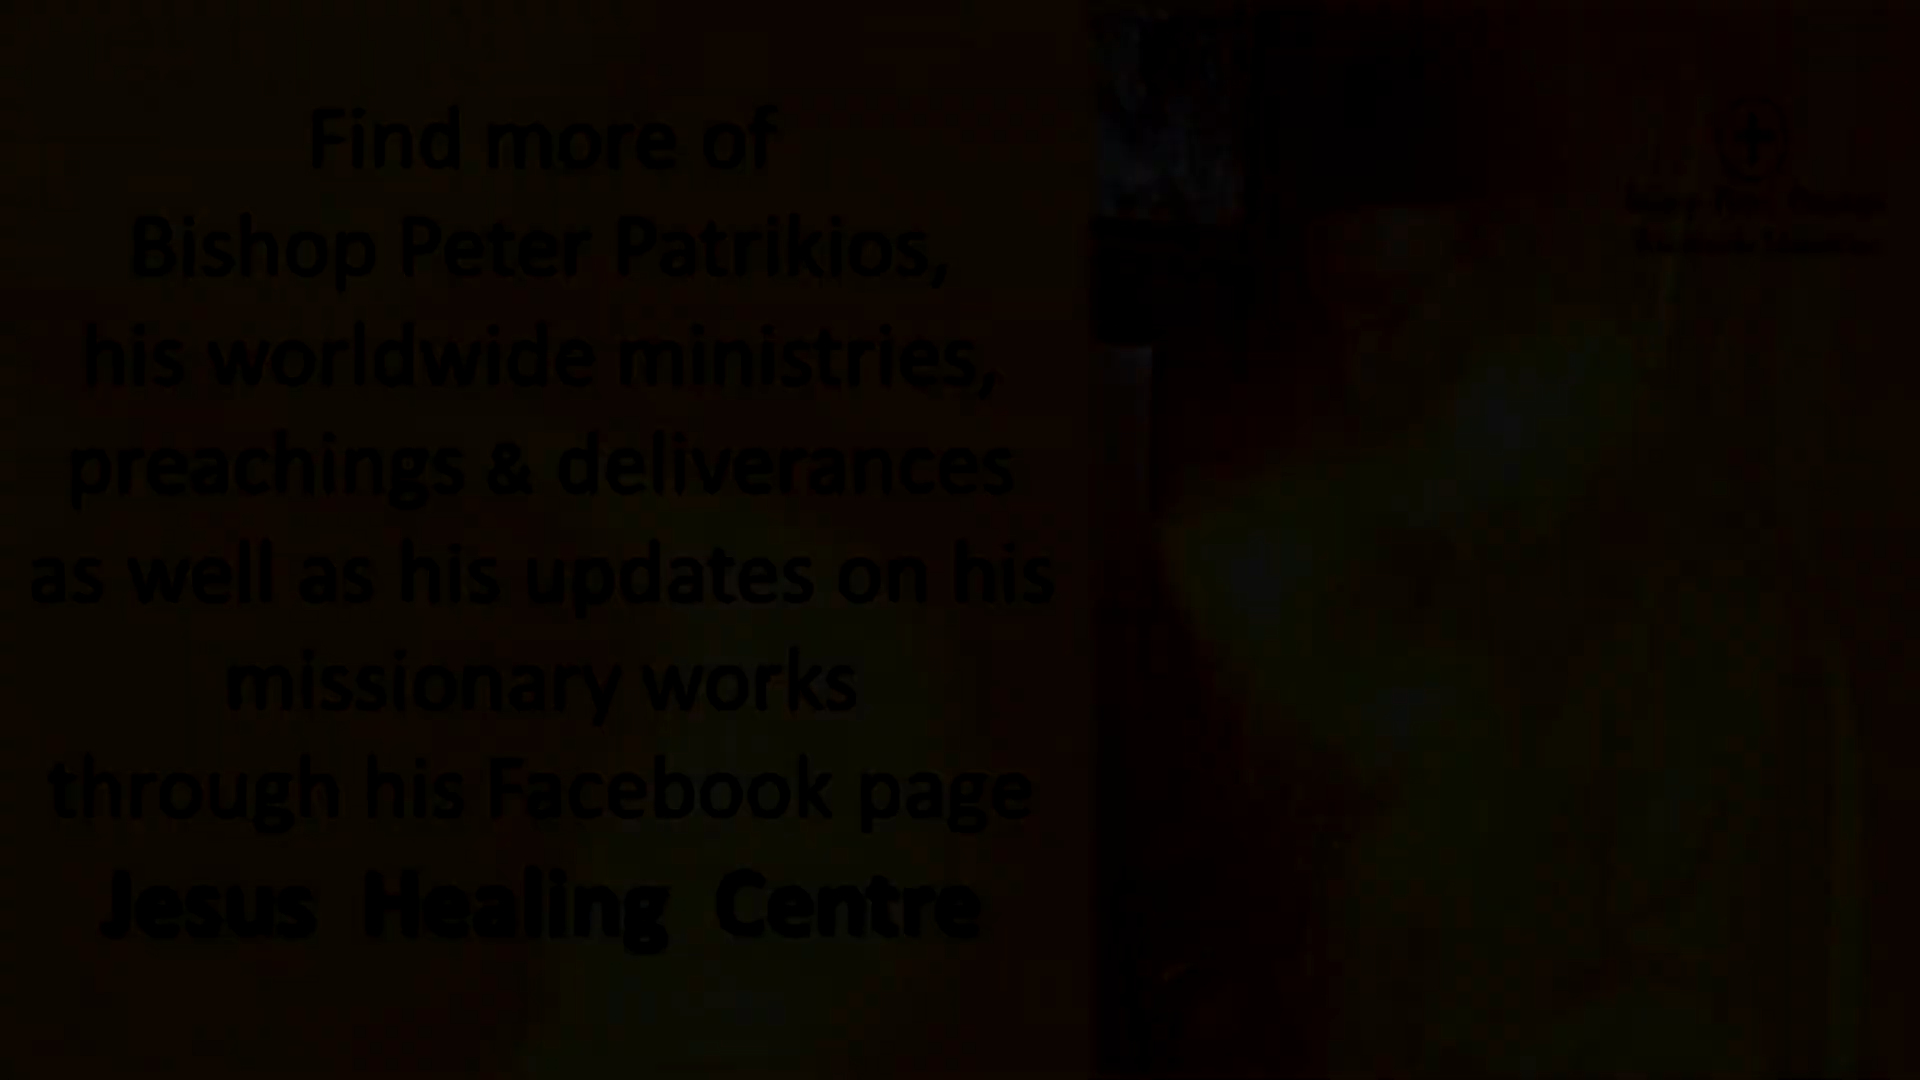 Find more of
Bishop Peter Patrikios,
his worldwide ministries,
preachings & deliverances
as well as his updates on his
missionary works
through his Facebook page
Jesus Healing Centre